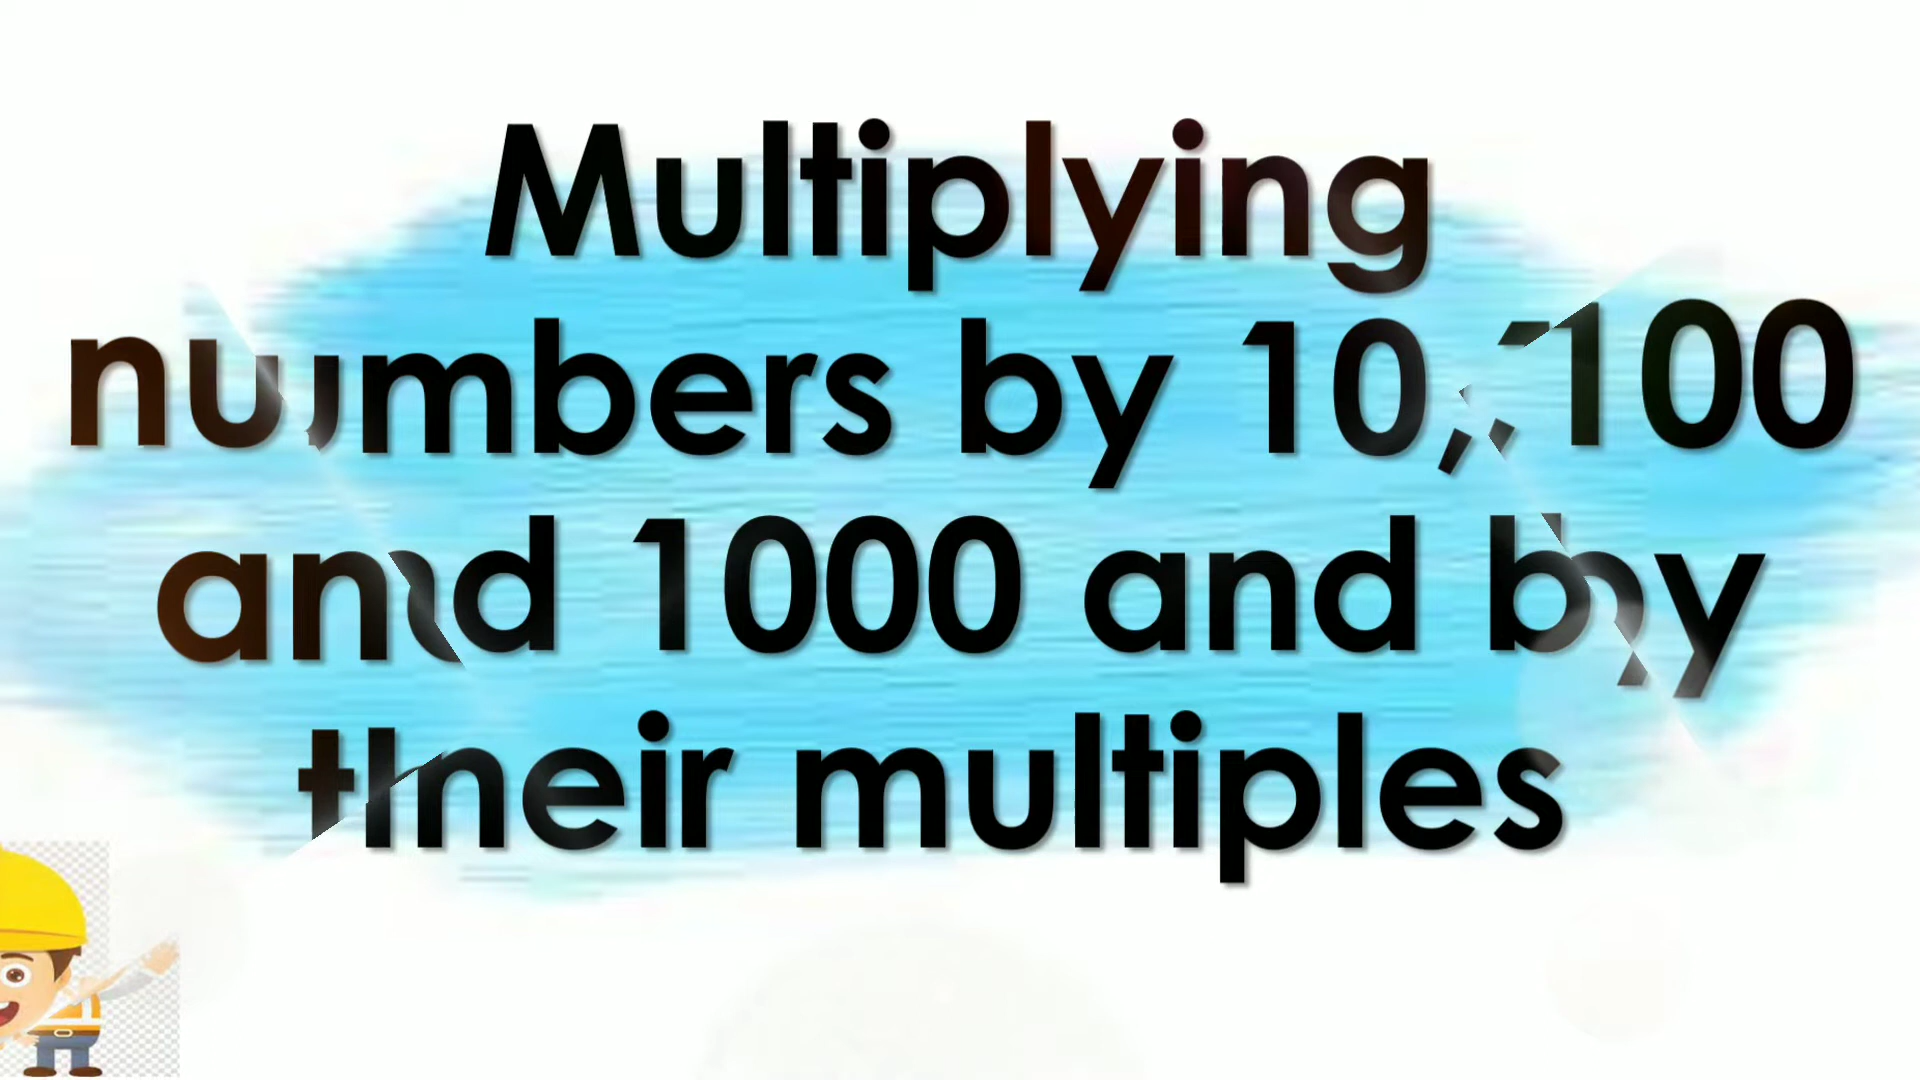 Multiplying
numbers by 10, 100
and 1000 and by
their multiples